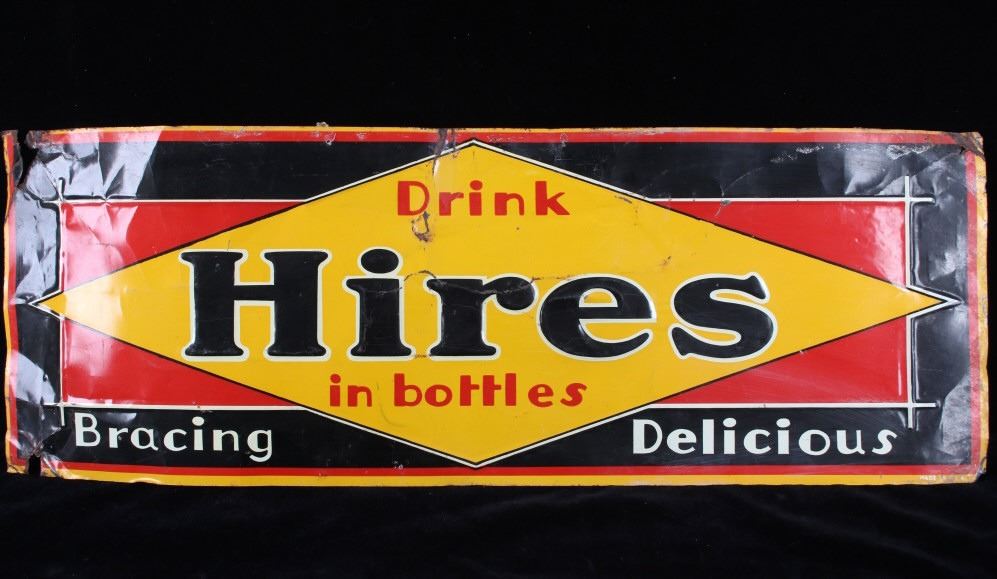 Drink
Hires
in bottles
Bracing Delicious